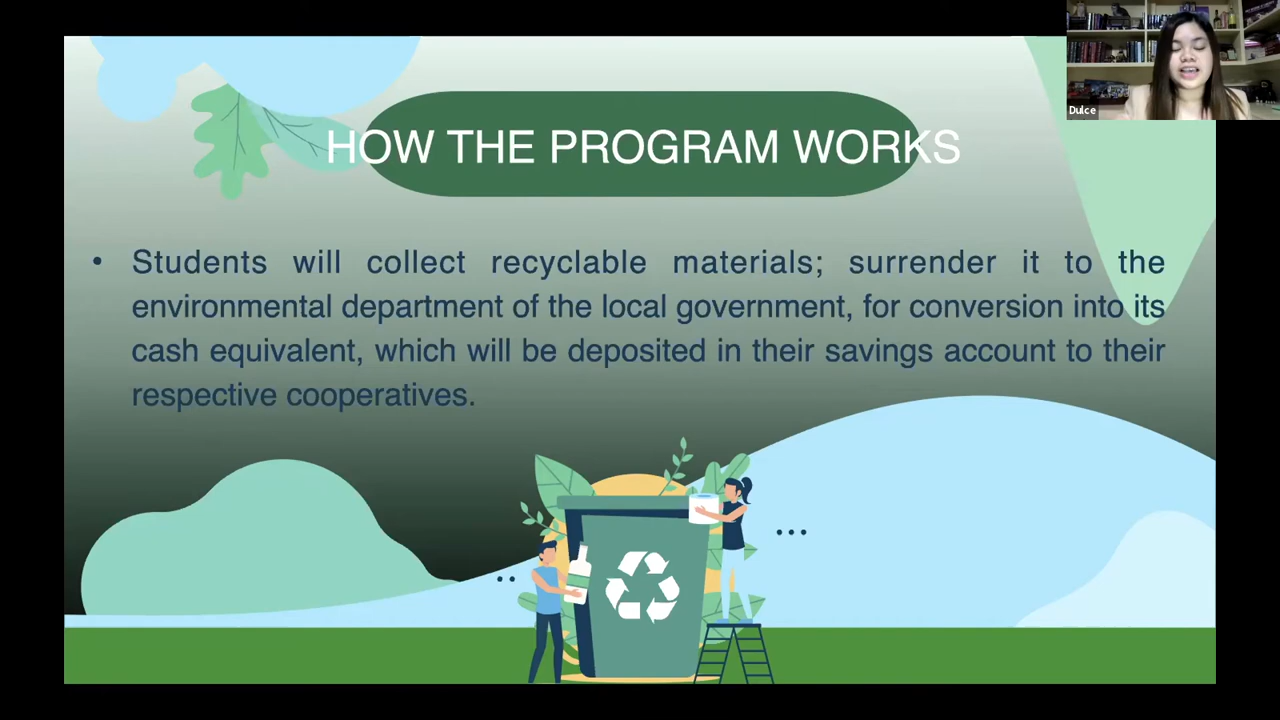 Dulce
HOW THE PROGRAM WORKS
• Students will collect recyclable materials; surrender it to the
environmental department of the local government, for conversion into its
cash equivalent, which will be deposited in their savings account to their
respective cooperatives.